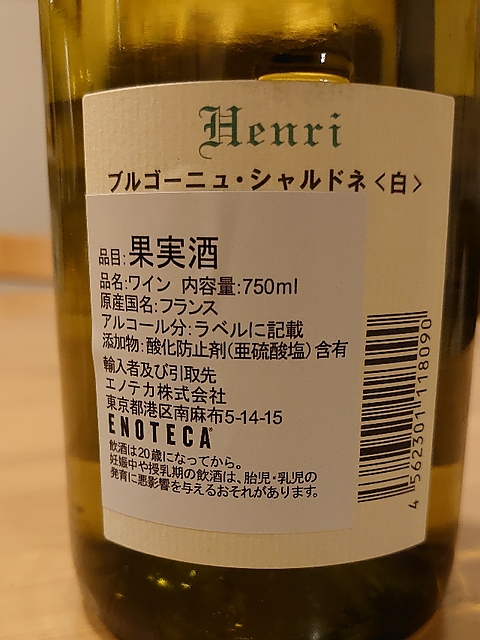 Henri
ブルゴーニュ・シャルドネ〈白〉
品目:果実酒
品名:ワイン 内容量:750ml
原産国名:フランス
アルコール分:ラベルに記載
添加物:酸化防止剤(亜硫酸塩)含有
輸入者及び引取先
エノテカ株式会社
東京都港区南麻布5-14-15
ENOTECA®
飲酒は20歳になってから。
妊娠中や授乳期の飲酒は、胎児・乳児の
発育に悪影響を与えるおそれがあります。
4 562301 118090